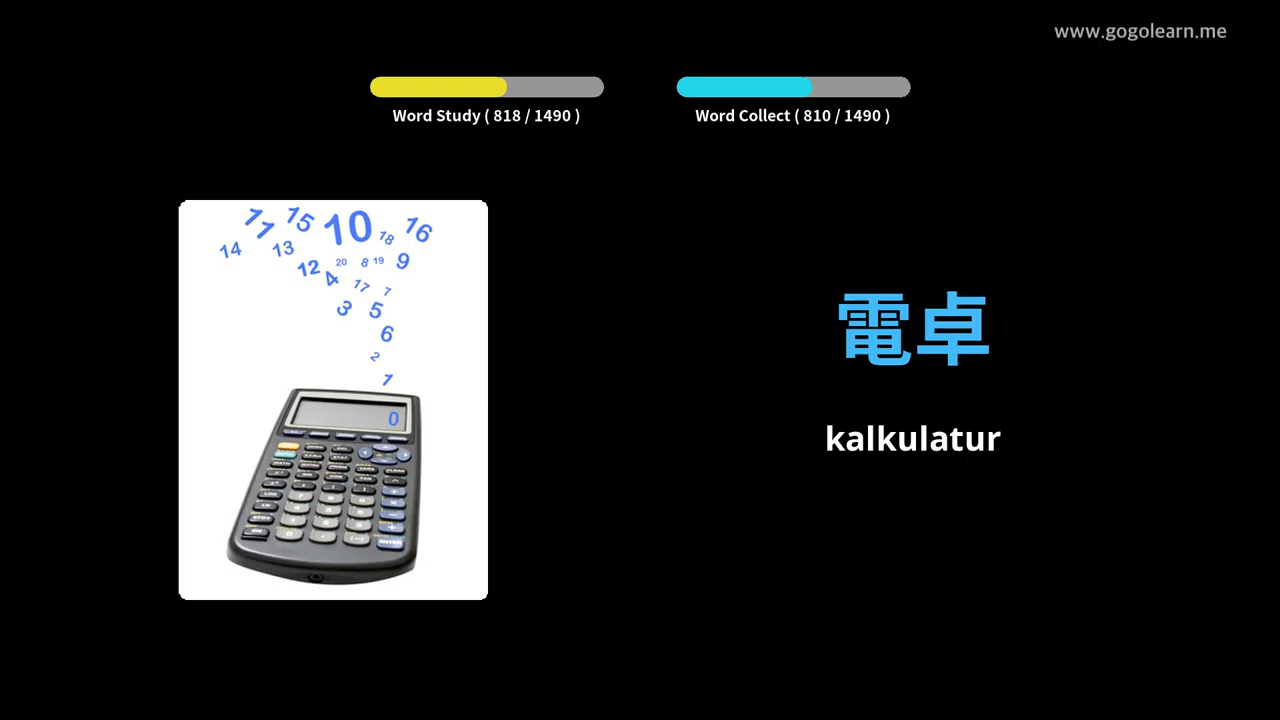 www.gogolearn.me
Word Study ( 818 / 1490 )
Word Collect ( 810 / 1490 )
11 15 10 18 16
14 13 12 20 8 19 9
4 17 7
3 5
6
2
1
0
電卓
kalkulatur